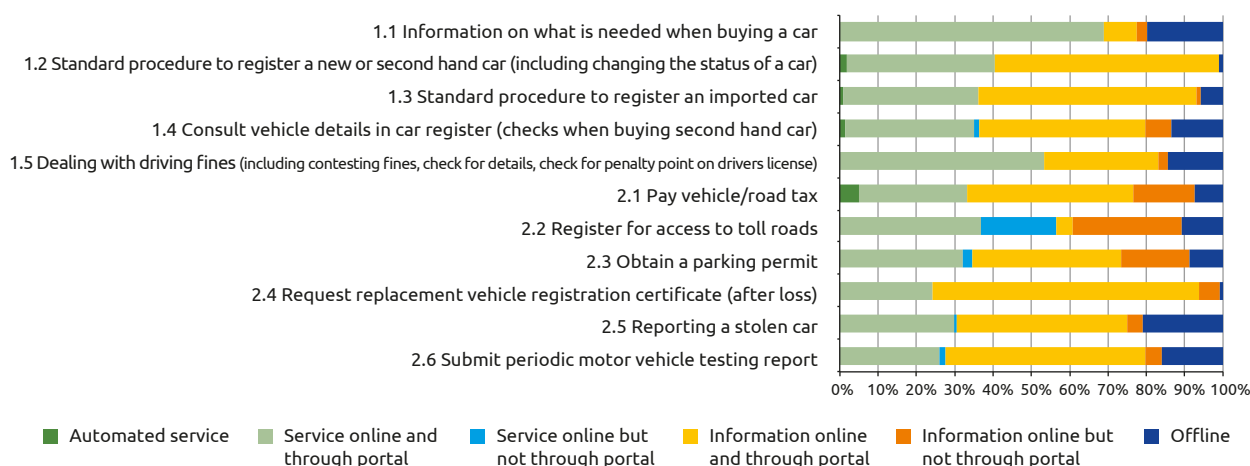 1.1 Information on what is needed when buying a car
1.2 Standard procedure to register a new or second hand car (including changing the status of a car)
1.3 Standard procedure to register an imported car
1.4 Consult vehicle details in car register (checks when buying second hand car)
1.5 Dealing with driving fines (including contesting fines, check for details, check for penalty point on drivers license)
2.1 Pay vehicle/road tax
2.2 Register for access to toll roads
2.3 Obtain a parking permit
2.4 Request replacement vehicle registration certificate (after loss)
2.5 Reporting a stolen car
2.6 Submit periodic motor vehicle testing report
0% 10% 20% 30% 40% 50% 60% 70% 80% 90% 100%
Automated service
Service online and
through portal
Service online but
not through portal
Information online
and through portal
Information online but
not through portal
Offline